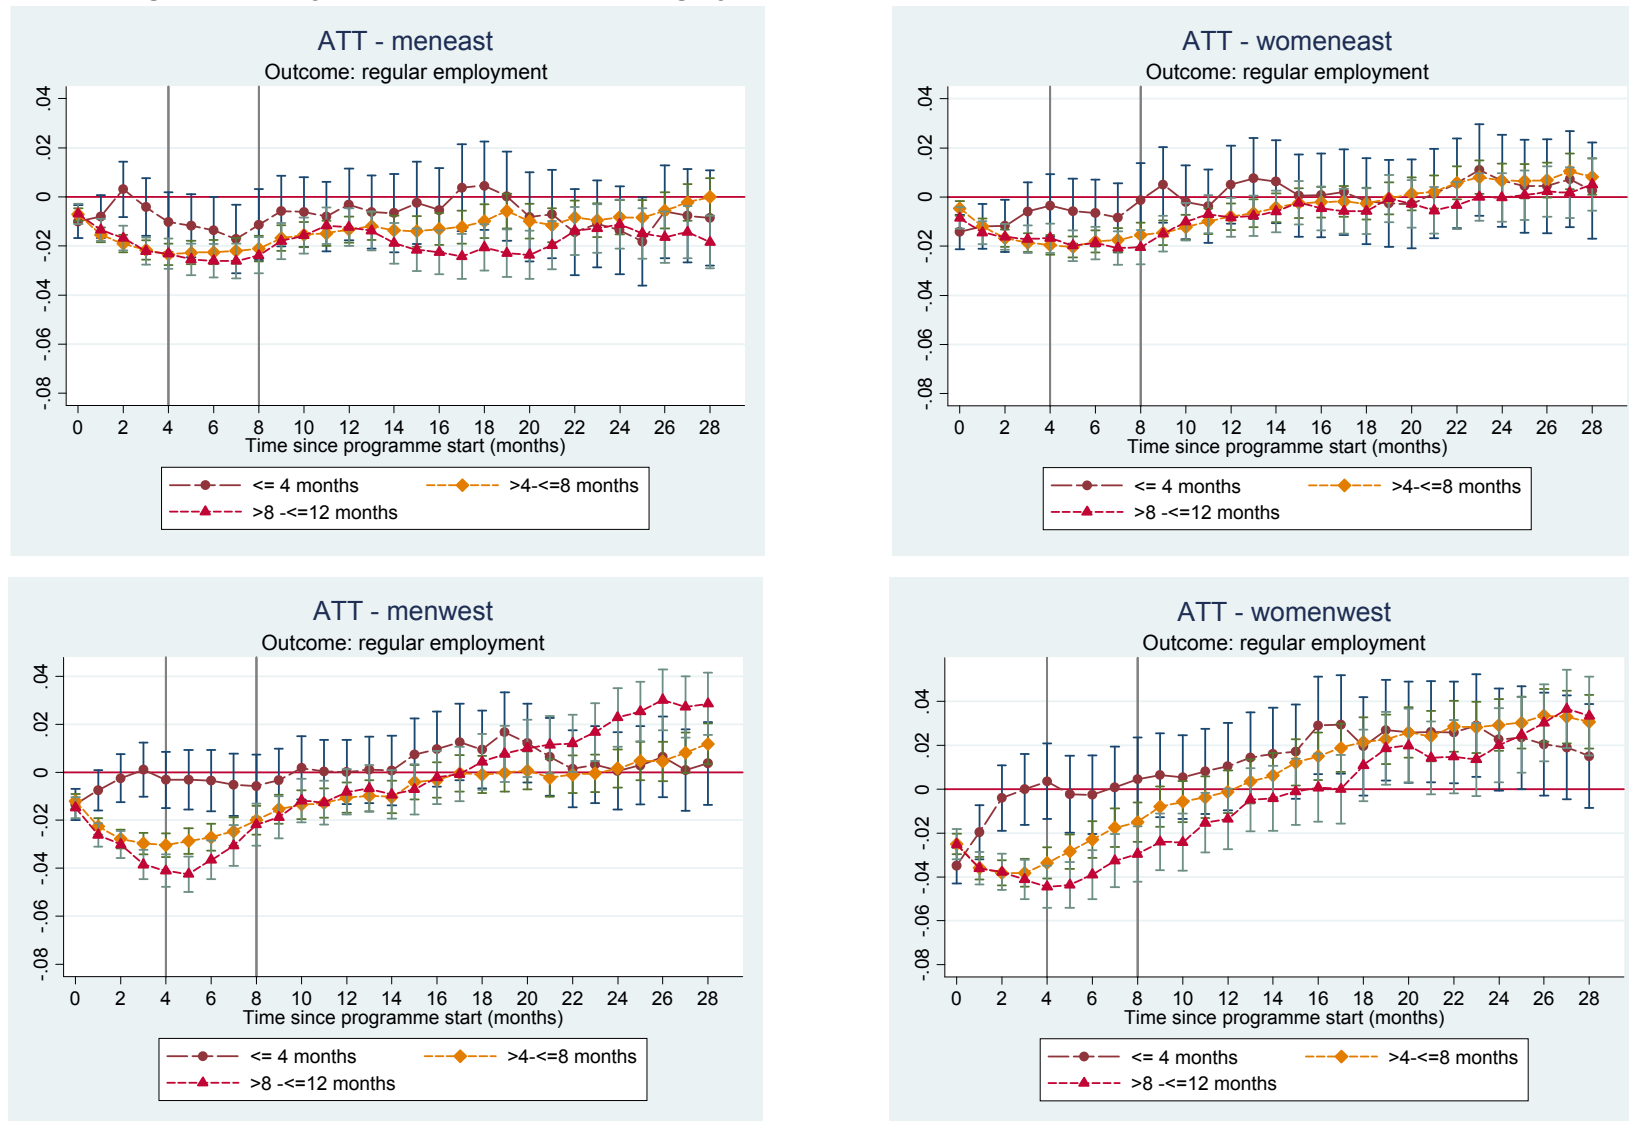 ATT - meneast
Outcome: regular employment
.04
.02
0
-.02
-.04
-.06
-.08
0 2 4 6 8 10 12 14 16 18 20 22 24 26 28
Time since programme start (months)
<= 4 months >4-<=8 months
>8 -<=12 months
ATT - womeneast
Outcome: regular employment
.04
.02
0
-.02
-.04
-.06
-.08
0 2 4 6 8 10 12 14 16 18 20 22 24 26 28
Time since programme start (months)
<= 4 months >4-<=8 months
>8 -<=12 months
ATT - menwest
Outcome: regular employment
.04
.02
0
-.02
-.04
-.06
-.08
0 2 4 6 8 10 12 14 16 18 20 22 24 26 28
Time since programme start (months)
<= 4 months >4-<=8 months
>8 -<=12 months
ATT - womenwest
Outcome: regular employment
.04
.02
0
-.02
-.04
-.06
-.08
0 2 4 6 8 10 12 14 16 18 20 22 24 26 28
Time since programme start (months)
<= 4 months >4-<=8 months
>8 -<=12 months